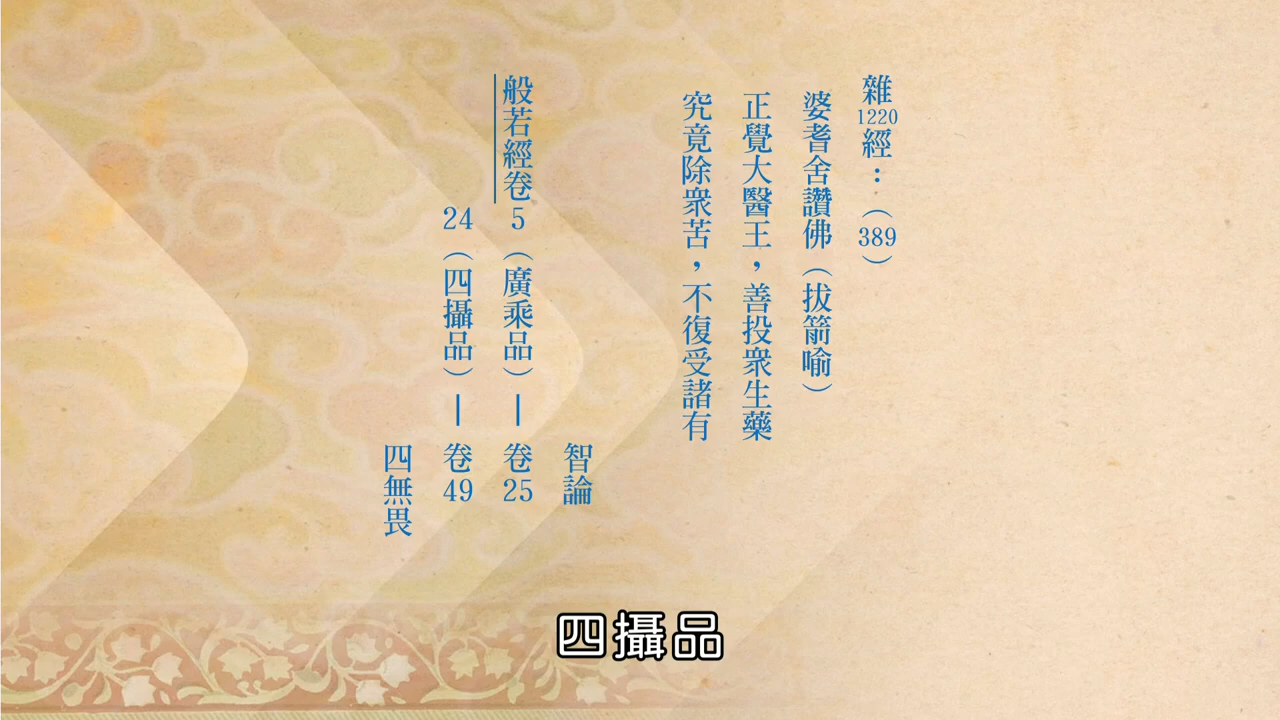 雜1220經：（389）
婆耆舍讚佛（拔箭喻）
正覺大醫王，善投衆生藥
究竟除衆苦，不復受諸有
智論
般若經卷5（廣乘品）— 卷25
24（四攝品）— 卷49
四無畏
四攝品